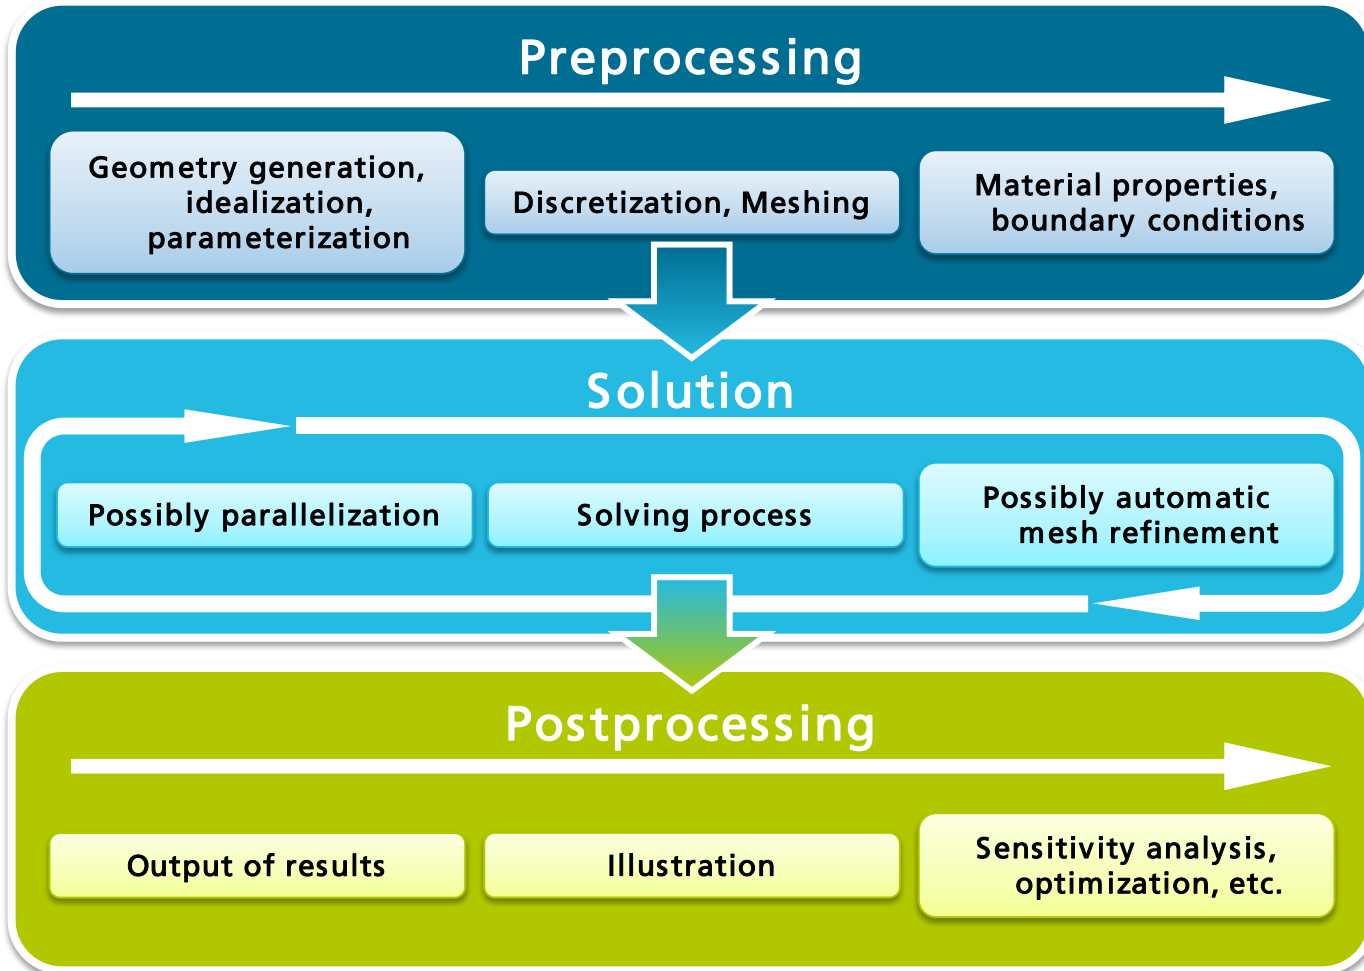 Preprocessing
Geometry generation,
idealization,
parameterization
Discretization, Meshing
Material properties,
boundary conditions
Solution
Possibly parallelization
Solving process
Possibly automatic
mesh refinement
Postprocessing
Output of results
Illustration
Sensitivity analysis,
optimization, etc.